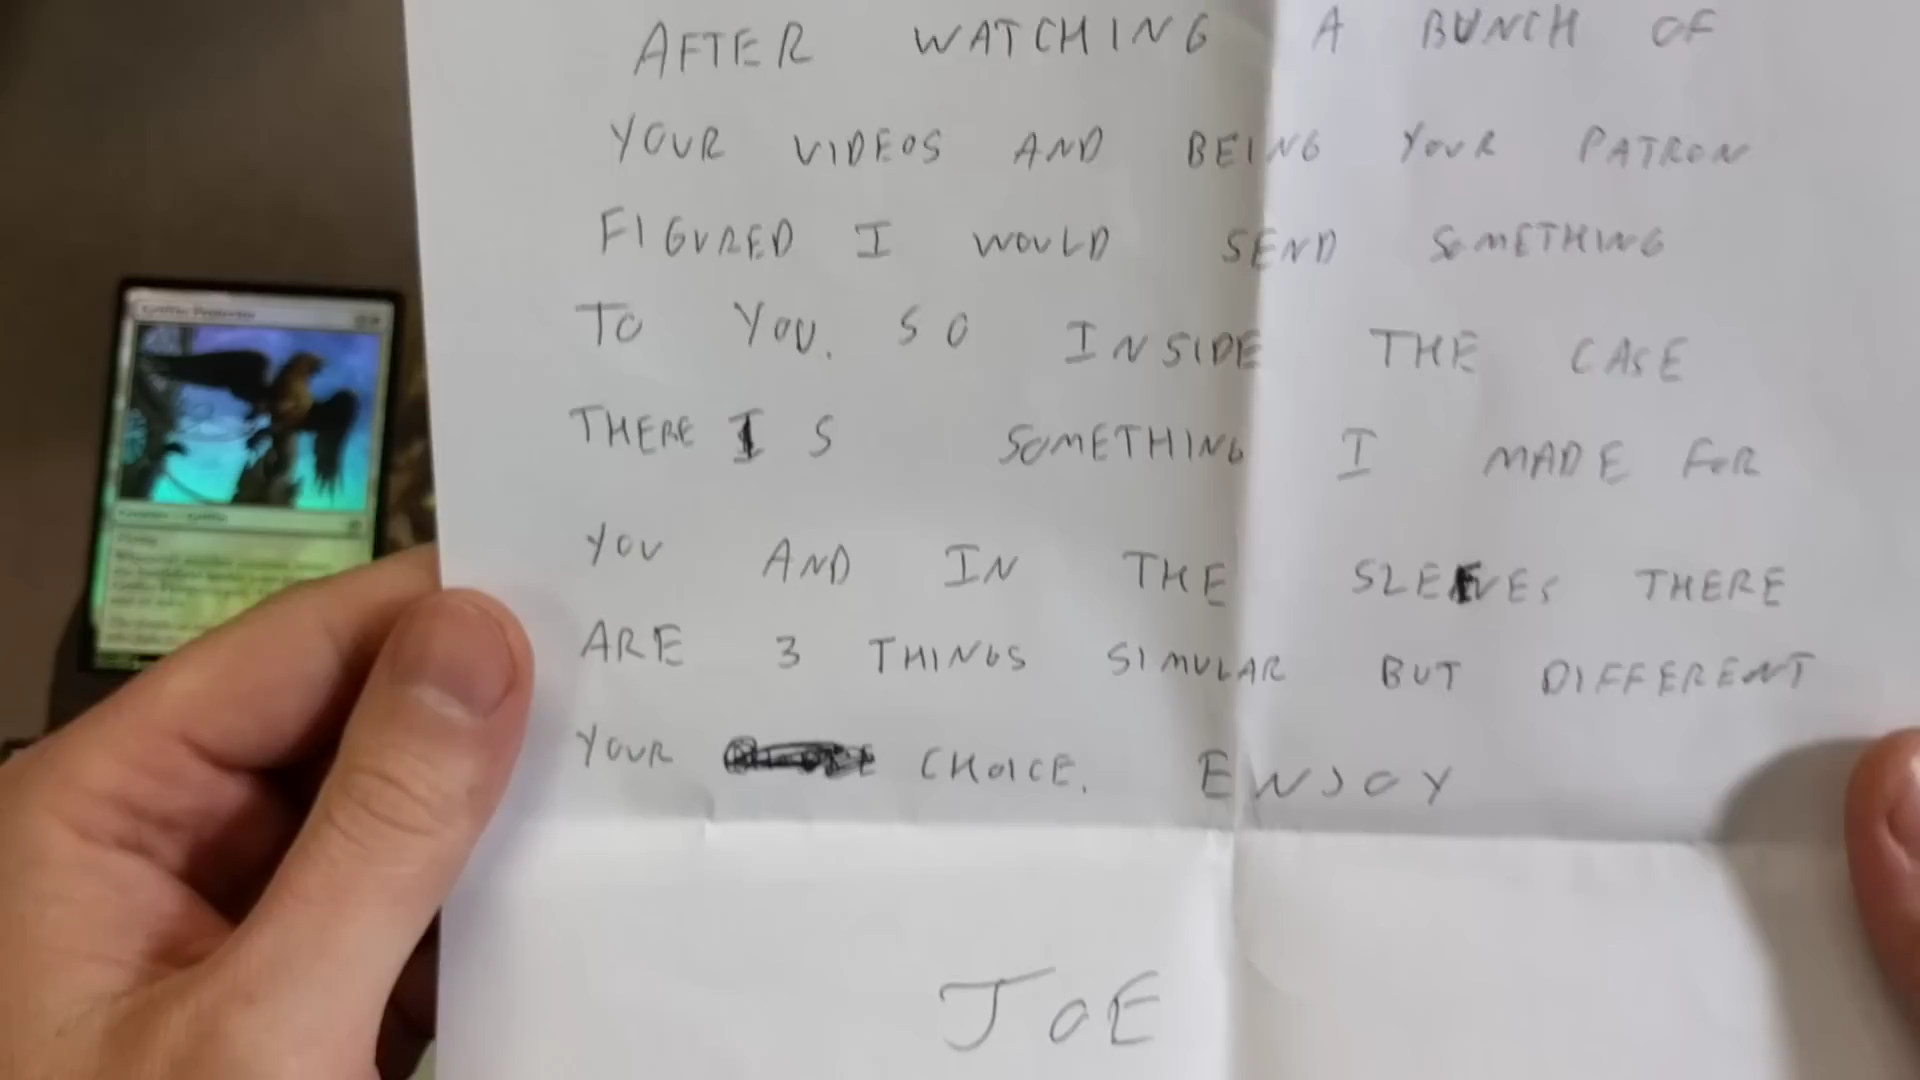 AFTER WATCHING A BUNCH OF
YOUR VIDEOS AND BEING YOUR PATRON
FIGURED I WOULD SEND SOMETHING
TO YOU. SO INSIDE THE CASE
THERE IS SOMETHING I MADE FOR
YOU AND IN THE SLEEVES THERE
ARE 3 THINGS SIMULAR BUT DIFFERENT
YOUR CHOICE. ENJOY
JOE
Griffin Protector